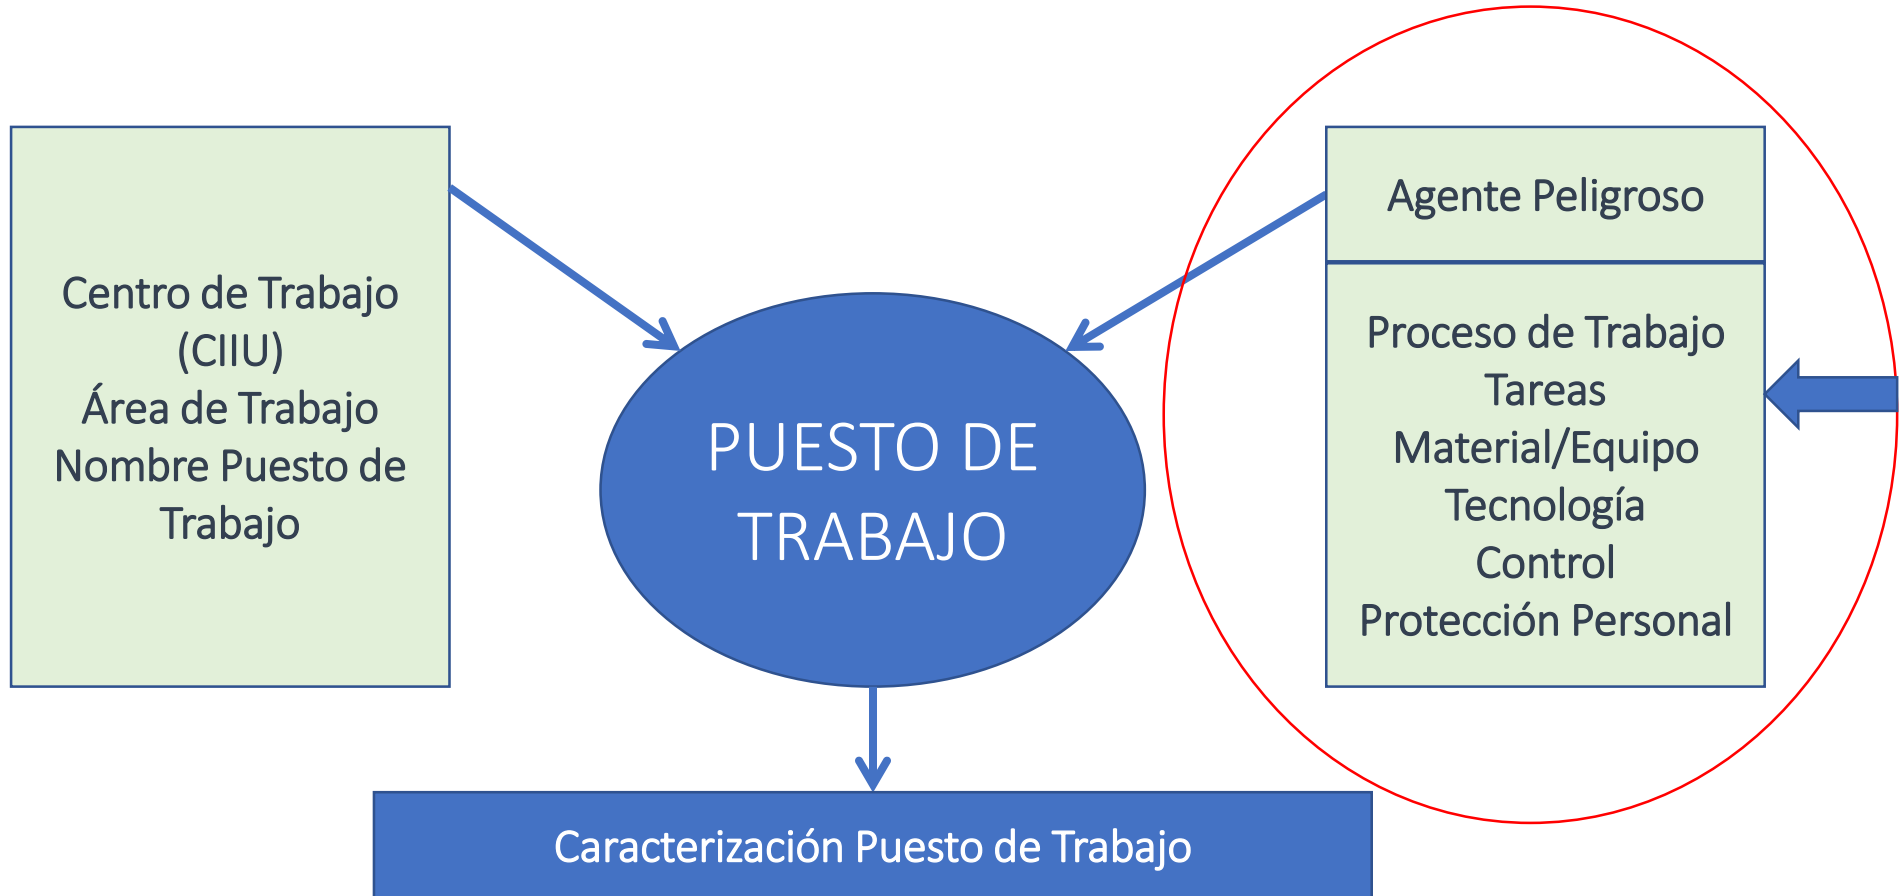 Centro de Trabajo
(CIIU)
Área de Trabajo
Nombre Puesto de
Trabajo
PUESTO DE
TRABAJO
Agente Peligroso
Proceso de Trabajo
Tareas
Material/Equipo
Tecnología
Control
Protección Personal
Caracterización Puesto de Trabajo